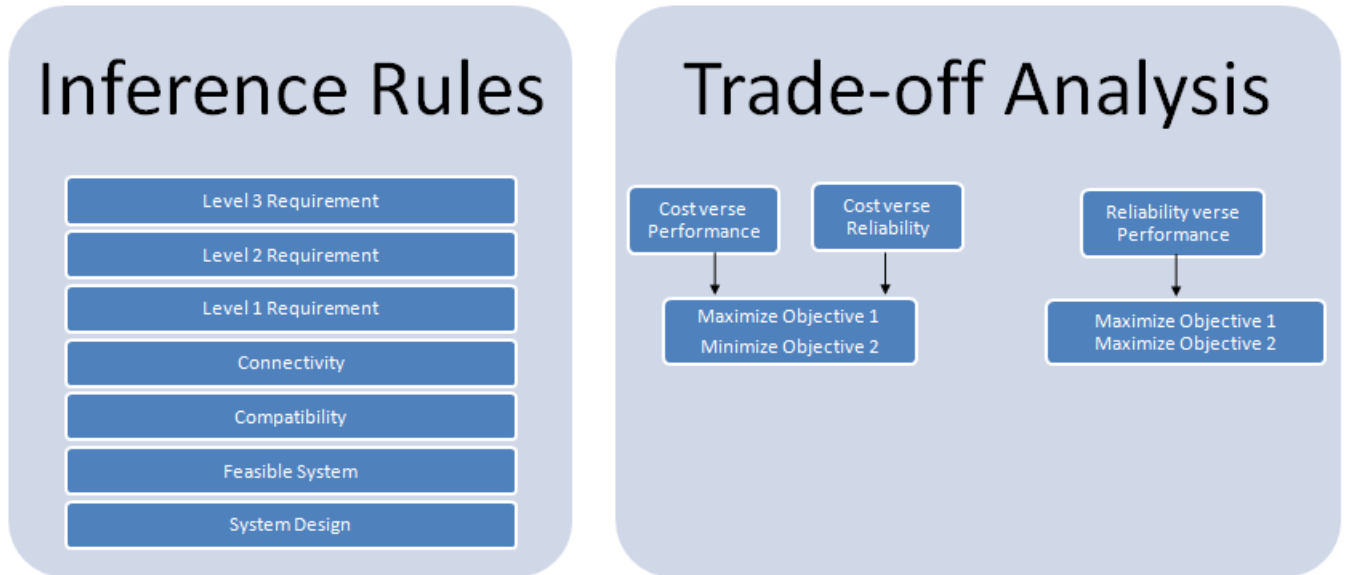 Inference Rules
Level 3 Requirement
Level 2 Requirement
Level 1 Requirement
Connectivity
Compatibility
Feasible System
System Design
Trade-off Analysis
Cost verse
Performance
Cost verse
Reliability
Reliability verse
Performance
Maximize Objective 1
Minimize Objective 2
Maximize Objective 1
Maximize Objective 2